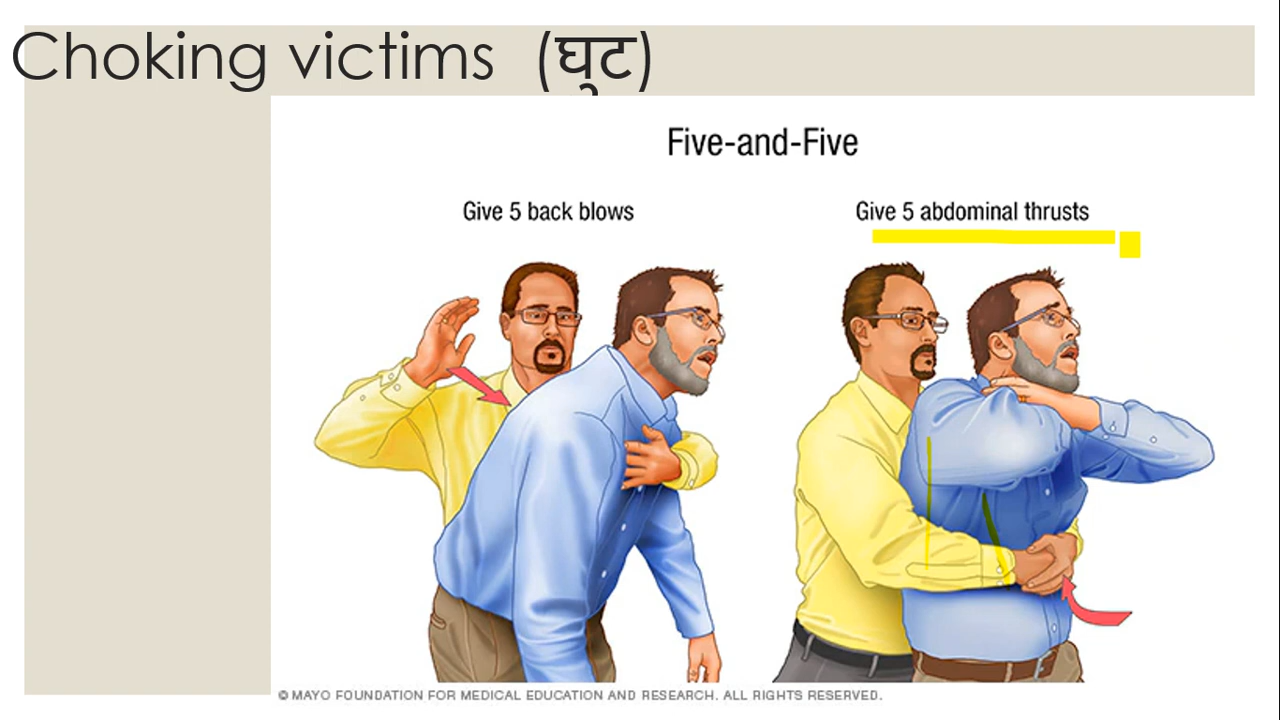 Choking victims (घुट)
Five-and-Five
Give 5 back blows
Give 5 abdominal thrusts
© MAYO FOUNDATION FOR MEDICAL EDUCATION AND RESEARCH. ALL RIGHTS RESERVED.